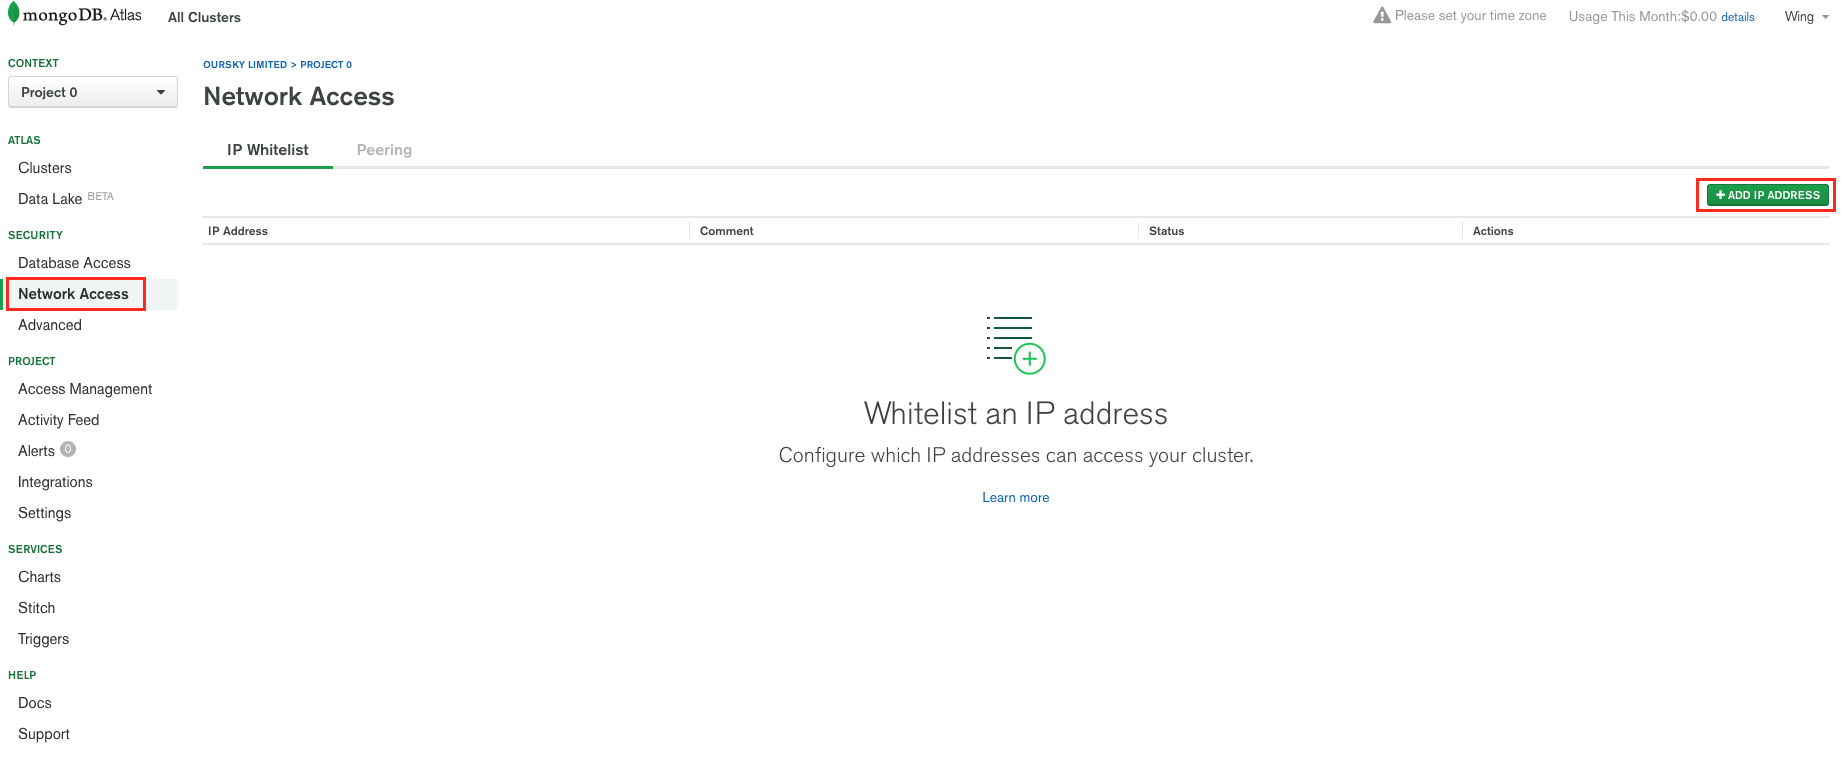 mongoDB. Atlas
All Clusters
Please set your time zone
Usage This Month:$0.00 details
Wing
CONTEXT
Project 0
ATLAS
Clusters
Data Lake BETA
SECURITY
Database Access
Network Access
Advanced
PROJECT
Access Management
Activity Feed
Alerts 0
Integrations
Settings
SERVICES
Charts
Stitch
Triggers
HELP
Docs
Support
OURSKY LIMITED > PROJECT 0
Network Access
IP Whitelist
Peering
+ ADD IP ADDRESS
IP Address
Comment
Status
Actions
Whitelist an IP address
Configure which IP addresses can access your cluster.
Learn more